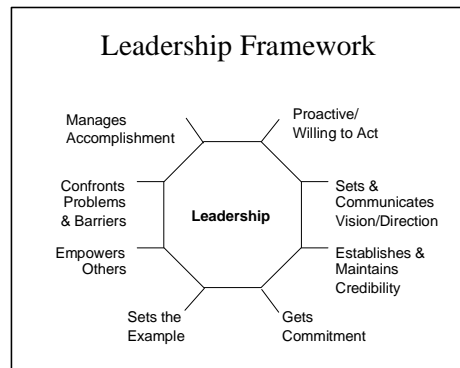 Leadership Framework
Manages
Accomplishment
Proactive/
Willing to Act
Confronts
Problems
& Barriers
Leadership
Sets &
Communicates
Vision/Direction
Empowers
Others
Establishes &
Maintains
Credibility
Sets the
Example
Gets
Commitment